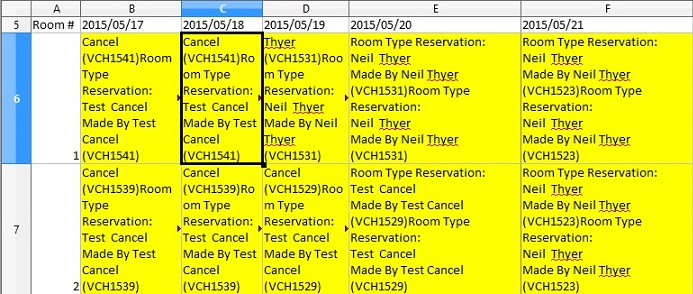 A B C D E F
5 Room # 2015/05/17 2015/05/18 2015/05/19 2015/05/20 2015/05/21
6
1
Cancel
(VCH1541)Room
Type
Reservation:
Test Cancel
Made By Test
Cancel
(VCH1541)
Cancel
(VCH1541)Ro
om Type
Reservation:
Test Cancel
Made By Test
Cancel
(VCH1541)
Thyer
(VCH1531)Roo
m Type
Reservation:
Neil Thyer
Made By Neil
Thyer
(VCH1531)
Room Type Reservation:
Neil Thyer
Made By Neil Thyer
(VCH1531)Room Type
Reservation:
Neil Thyer
Made By Neil Thyer
(VCH1531)
Room Type Reservation:
Neil Thyer
Made By Neil Thyer
(VCH1523)Room Type
Reservation:
Neil Thyer
Made By Neil Thyer
(VCH1523)
7
2
Cancel
(VCH1539)Room
Type
Reservation:
Test Cancel
Made By Test
Cancel
(VCH1539)
Cancel
(VCH1539)Ro
om Type
Reservation:
Test Cancel
Made By Test
Cancel
(VCH1539)
Cancel
(VCH1529)Roo
m Type
Reservation:
Test Cancel
Made By Test
Cancel
(VCH1529)
Room Type Reservation:
Test Cancel
Made By Test Cancel
(VCH1529)Room Type
Reservation:
Test Cancel
Made By Test Cancel
(VCH1529)
Room Type Reservation:
Neil Thyer
Made By Neil Thyer
(VCH1523)Room Type
Reservation:
Neil Thyer
Made By Neil Thyer
(VCH1523)